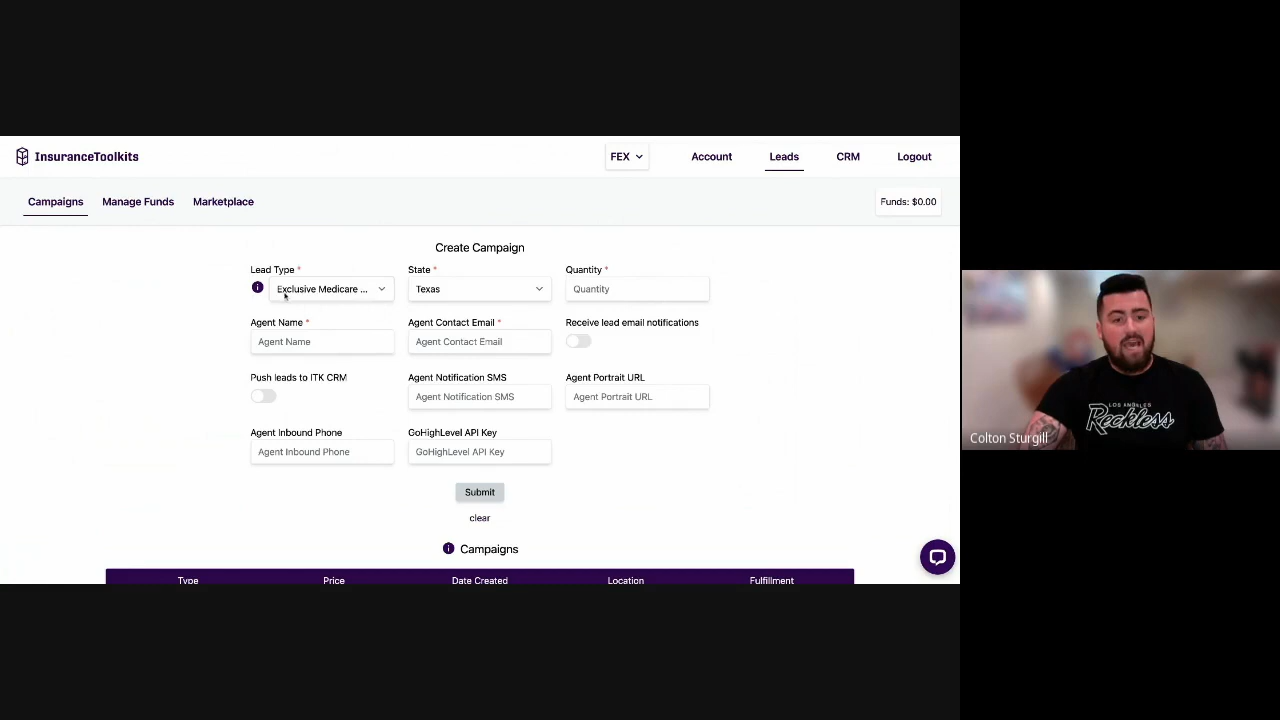 InsuranceToolkits
FEX
Account
Leads
CRM
Logout
Campaigns
Manage Funds
Marketplace
Funds: $0.00
Create Campaign
Lead Type *
State *
Quantity *
i
Exclusive Medicare ...
Texas
Quantity
Agent Name *
Agent Contact Email *
Receive lead email notifications
Agent Name
Agent Contact Email
Push leads to ITK CRM
Agent Notification SMS
Agent Portrait URL
Agent Notification SMS
Agent Portrait URL
Agent Inbound Phone
GoHighLevel API Key
Agent Inbound Phone
GoHighLevel API Key
Submit
clear
i Campaigns
Type
Price
Date Created
Location
Fulfillment
LOS ANGELES
Reckless
Colton Sturgill